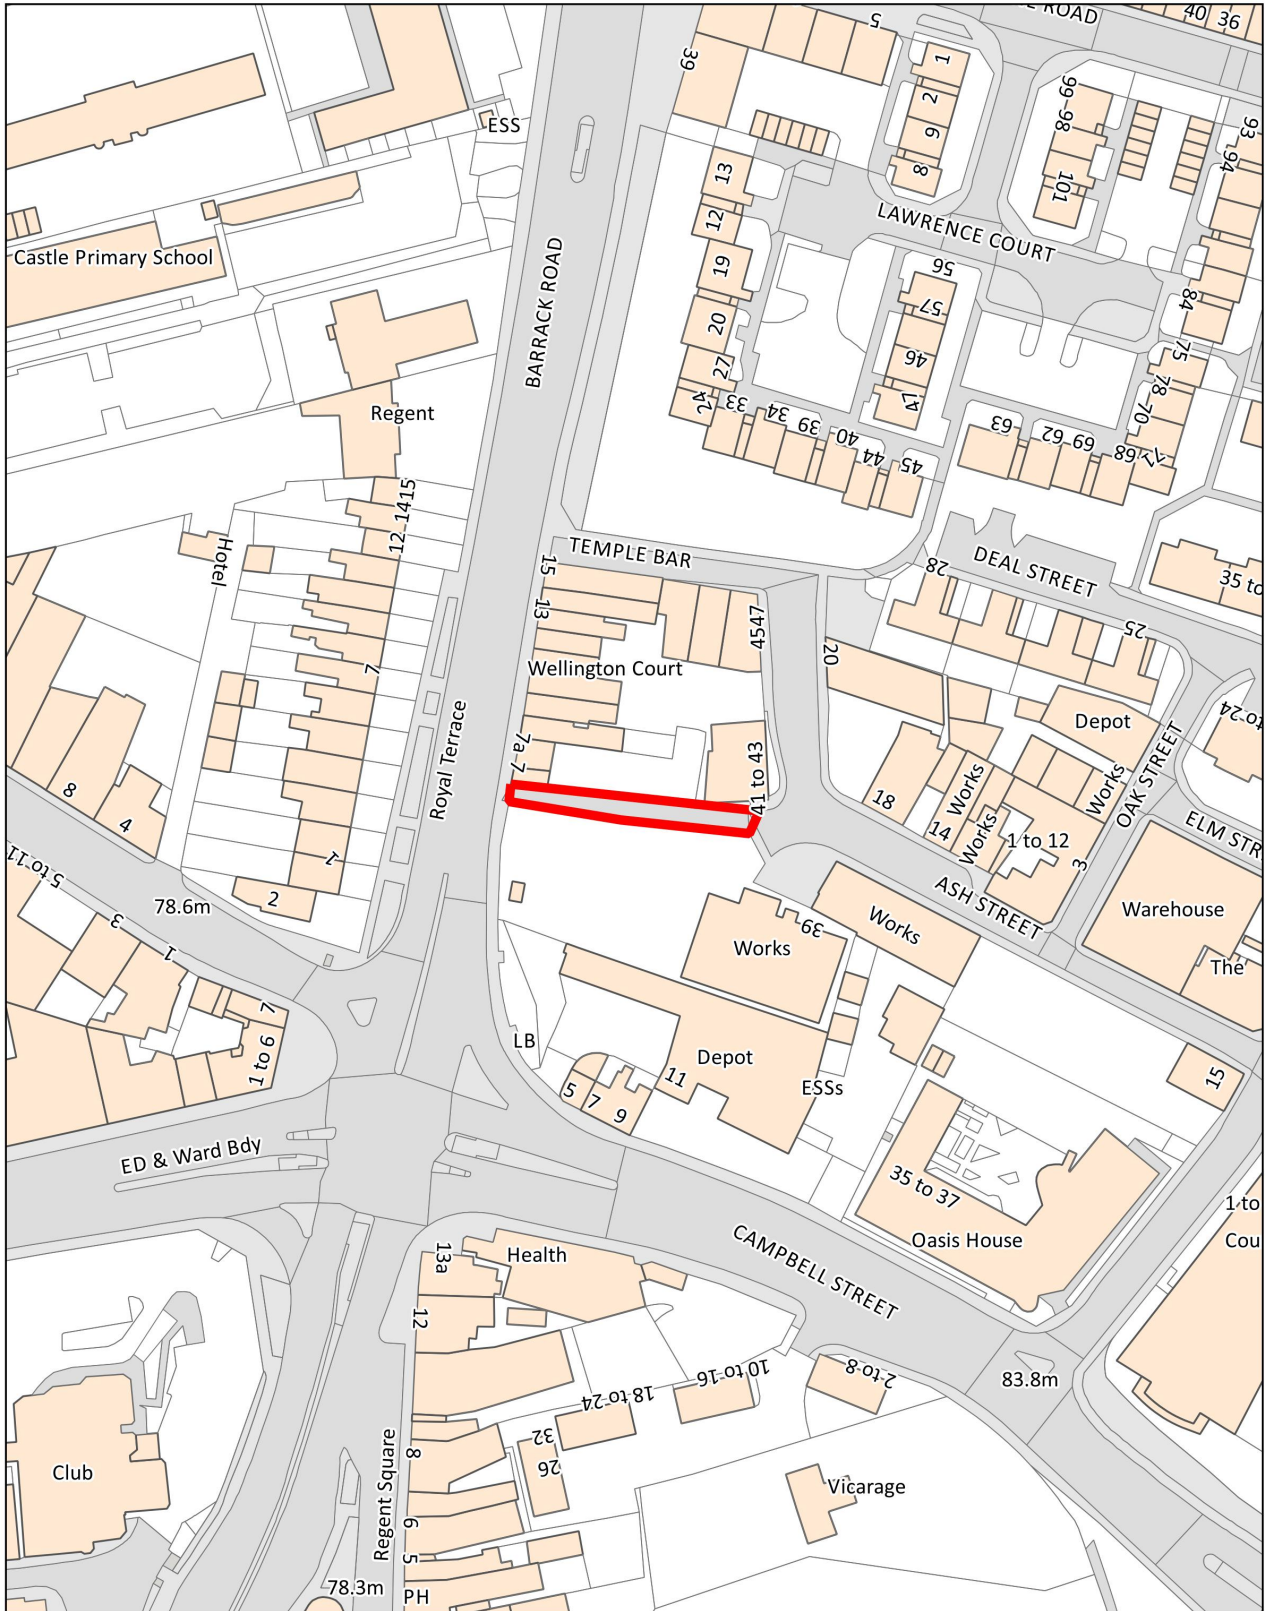 40 36
5
39
1
99-98
ESS
2
93
9
94
13
8
101
LAWRENCE COURT
12
Castle Primary School
BARRACK ROAD
19
56
57
84
20
46
75
27
78
70
Regent
24
33
34
39
47
63
40
62
69
44
68
71
45
1415
12
Hotel
TEMPLE BAR
15
28
DEAL STREET
35 to
13
4547
25
20
7
Wellington Court
to 24
Depot
7a
7
OAK STREET
Royal Terrace
8
41 to 43
Works
Works
18
4
14
Works
1 to 12
3
1
5 to 11
2
ASH STREET
78.6m
3
39
Works
Warehouse
1
Works
The
7
LB
1 to 6
Depot
11
ESSs
15
5
7
9
ED & Ward Bdy
35 to 37
1 to
Oasis House
Cou
CAMPBELL STREET
13a
Health
12
10 to 16
2 to 8
83.8m
18 to 24
32
8
26
Club
Regent Square
Vicarage
6
5
78.3m
PH